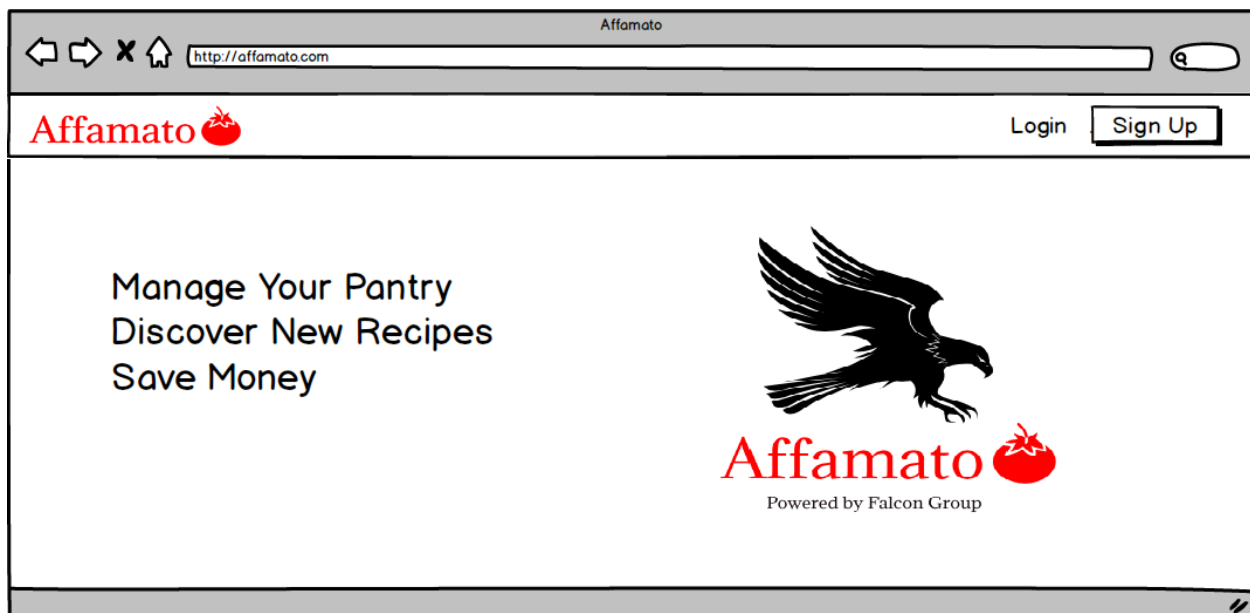 Affamato
http://affamato.com
Affamato
Login
Sign Up
Manage Your Pantry
Discover New Recipes
Save Money
Affamato
Powered by Falcon Group